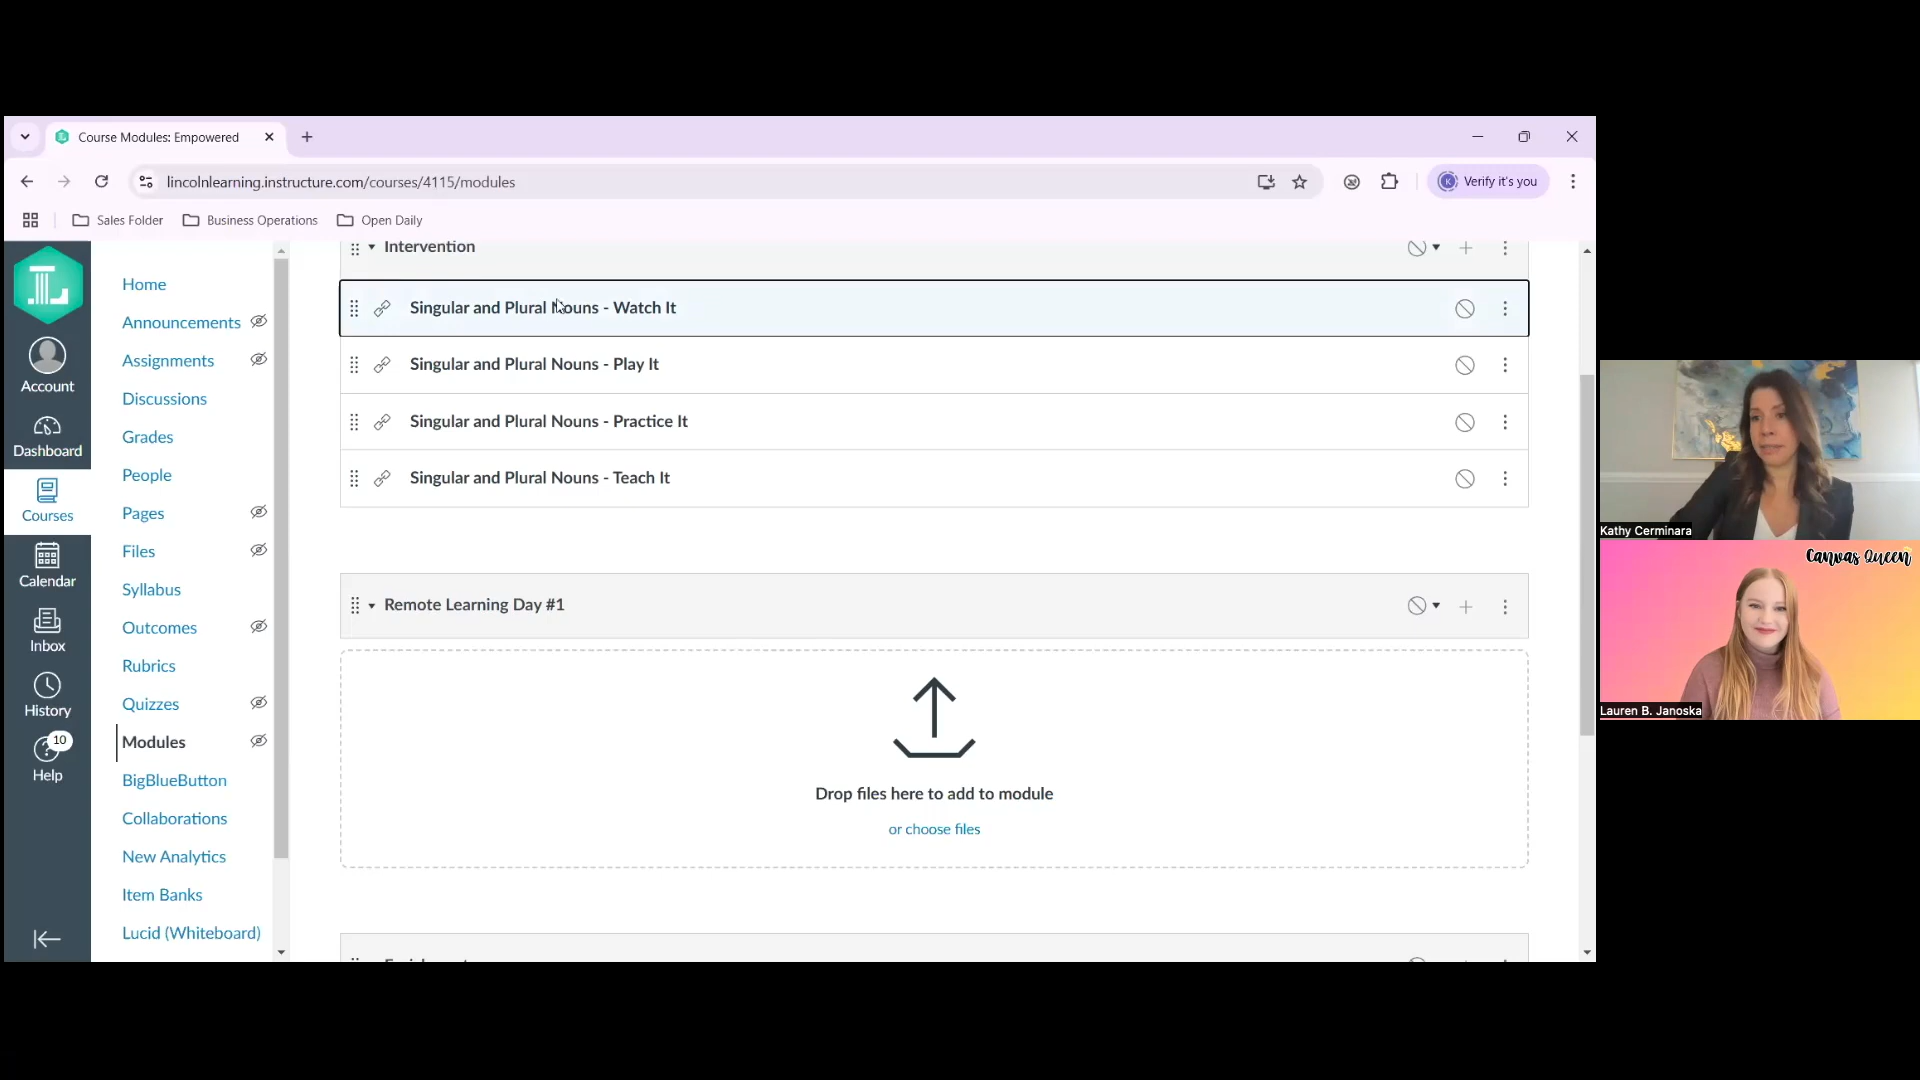 Course Modules: Empowered
lincolnlearning.instructure.com/courses/4115/modules
Verify it's you
Sales Folder
Business Operations
Open Daily
Account
Dashboard
Courses
Calendar
Inbox
History
10
Help
Home
Announcements
Assignments
Discussions
Grades
People
Pages
Files
Syllabus
Outcomes
Rubrics
Quizzes
Modules
BigBlueButton
Collaborations
New Analytics
Item Banks
Lucid (Whiteboard)
Intervention
Singular and Plural Nouns - Watch It
Singular and Plural Nouns - Play It
Singular and Plural Nouns - Practice It
Singular and Plural Nouns - Teach It
Remote Learning Day #1
Drop files here to add to module
or choose files
Kathy Cerminara
Canvas Queen
Lauren B. Janoska